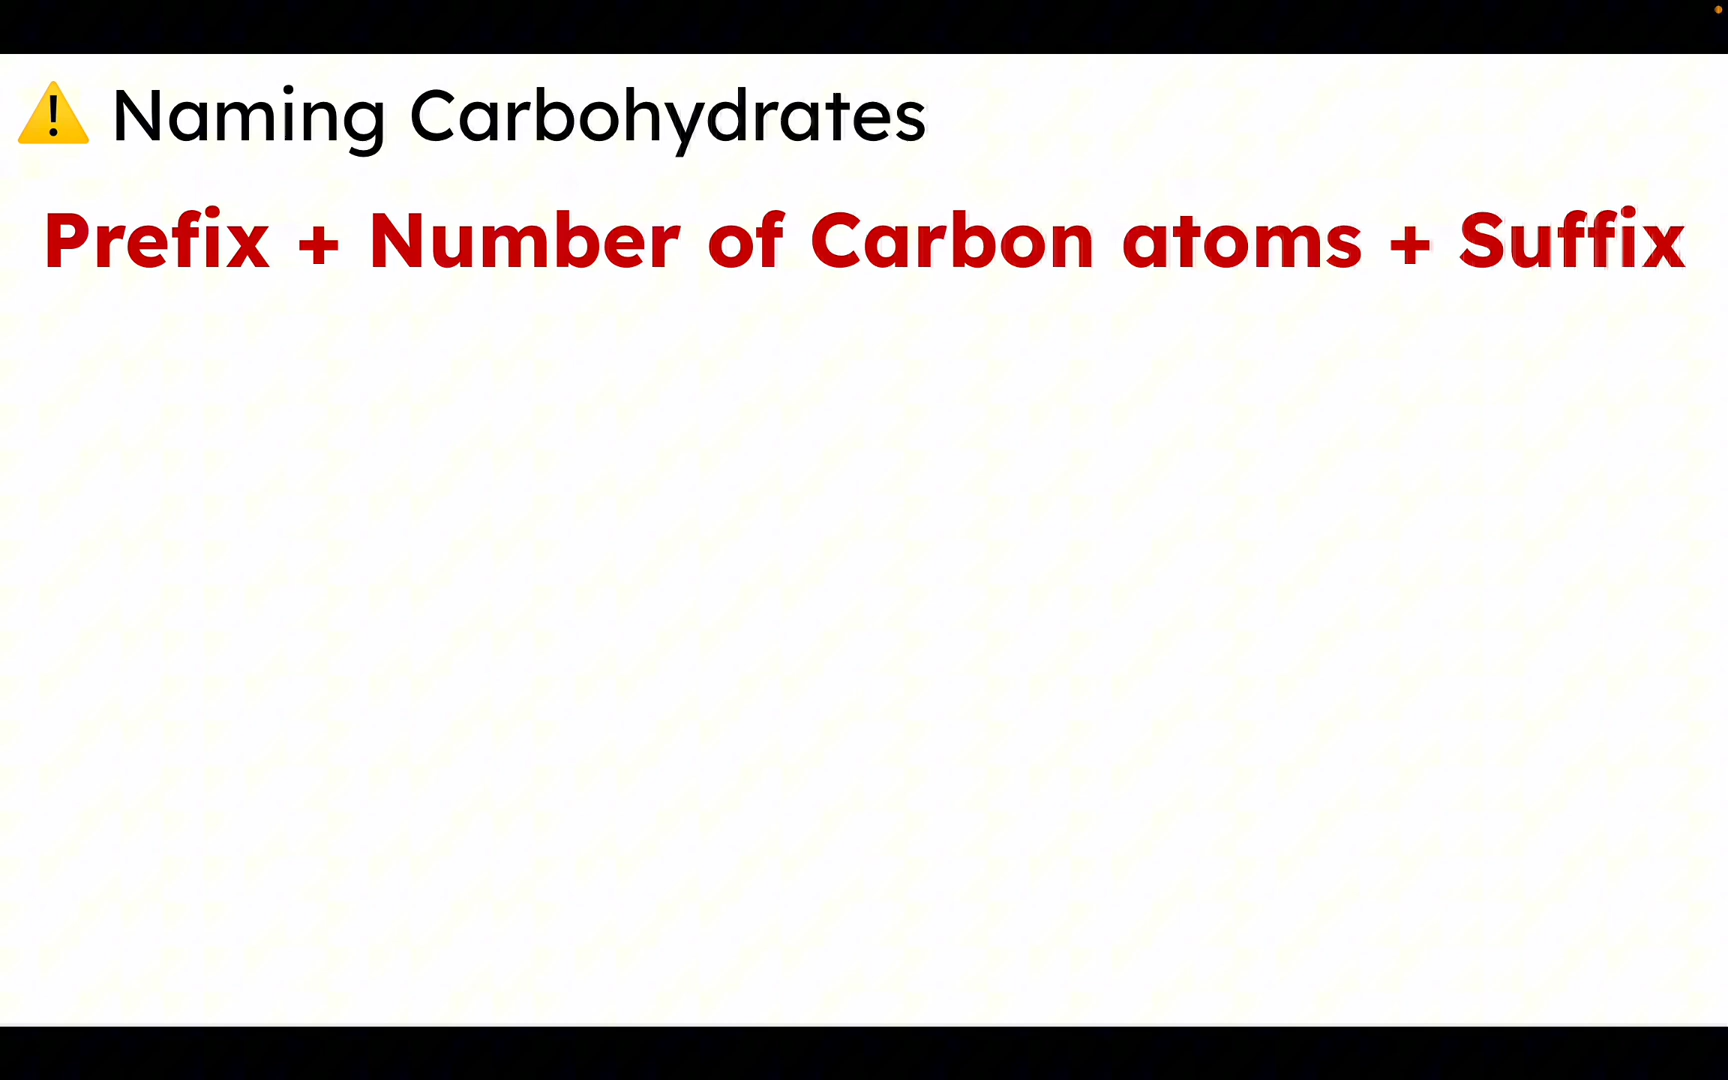 ⚠️ Naming Carbohydrates
Prefix + Number of Carbon atoms + Suffix